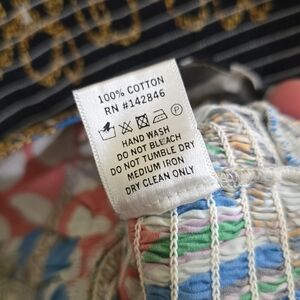 100% COTTON
RN #142846
P
HAND WASH
DO NOT BLEACH
DO NOT TUMBLE DRY
MEDIUM IRON
DRY CLEAN ONLY